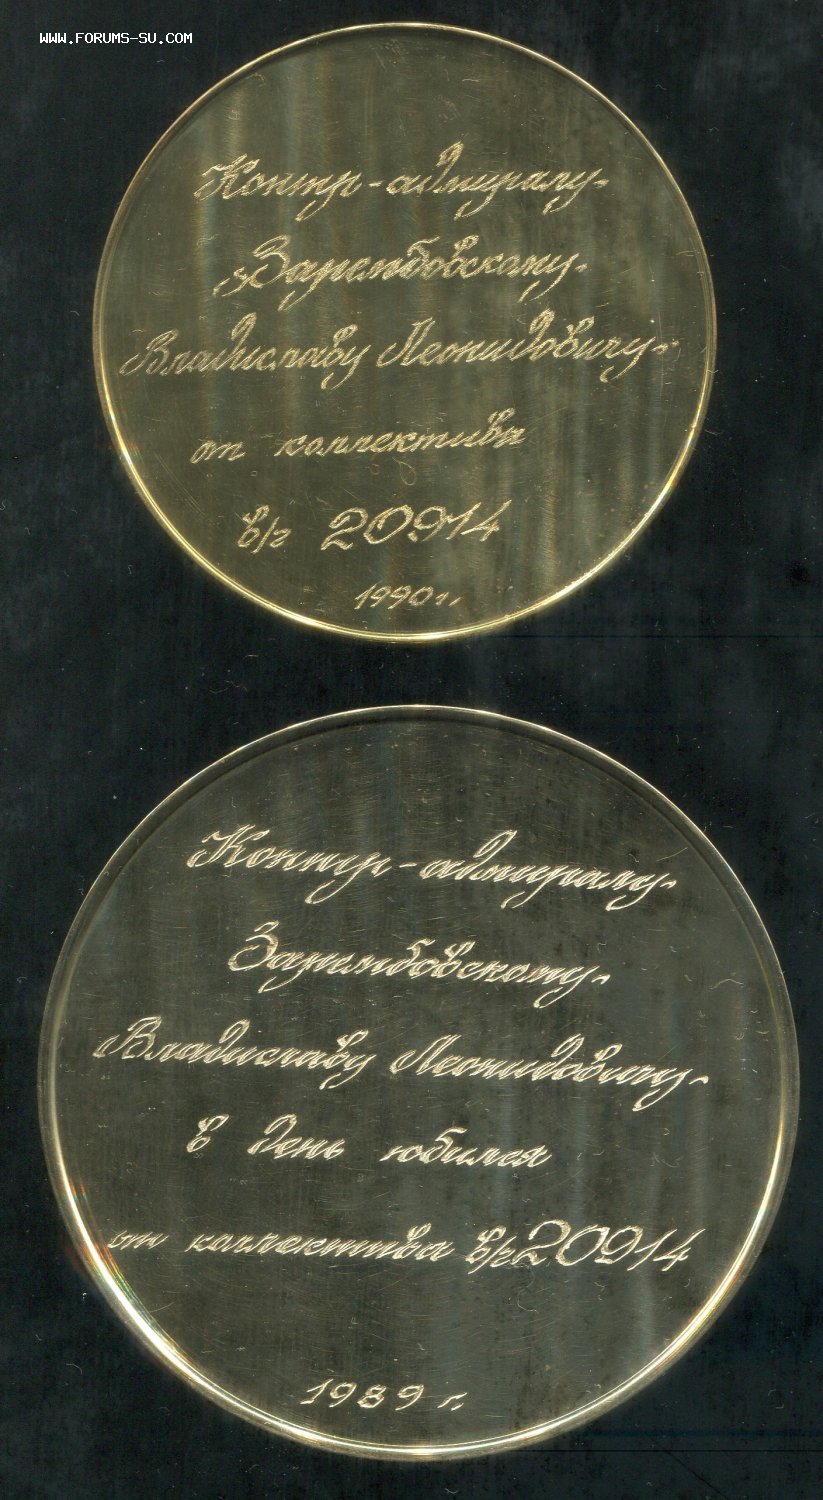 WWW.FORUMS-SU.COM
Контр-адмиралу
Зарембовскому
Владиславу Леонидовичу
от коллектива
в/г 20914
1990 г.
Контр-адмиралу
Зарембовскому
Владиславу Леонидовичу
в день юбилея
от коллектива в/г 20914
1989 г.